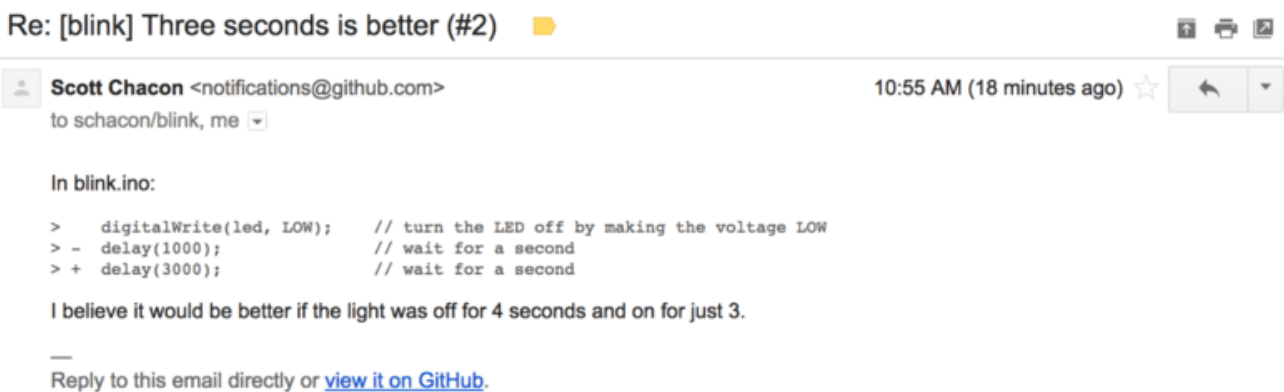 Re: [blink] Three seconds is better (#2)
Scott Chacon <notifications@github.com> 10:55 AM (18 minutes ago)
to schacon/blink, me
In blink.ino:
>    digitalWrite(led, LOW);    // turn the LED off by making the voltage LOW
> -  delay(1000);               // wait for a second
> +  delay(3000);               // wait for a second
I believe it would be better if the light was off for 4 seconds and on for just 3.
—
Reply to this email directly or view it on GitHub.